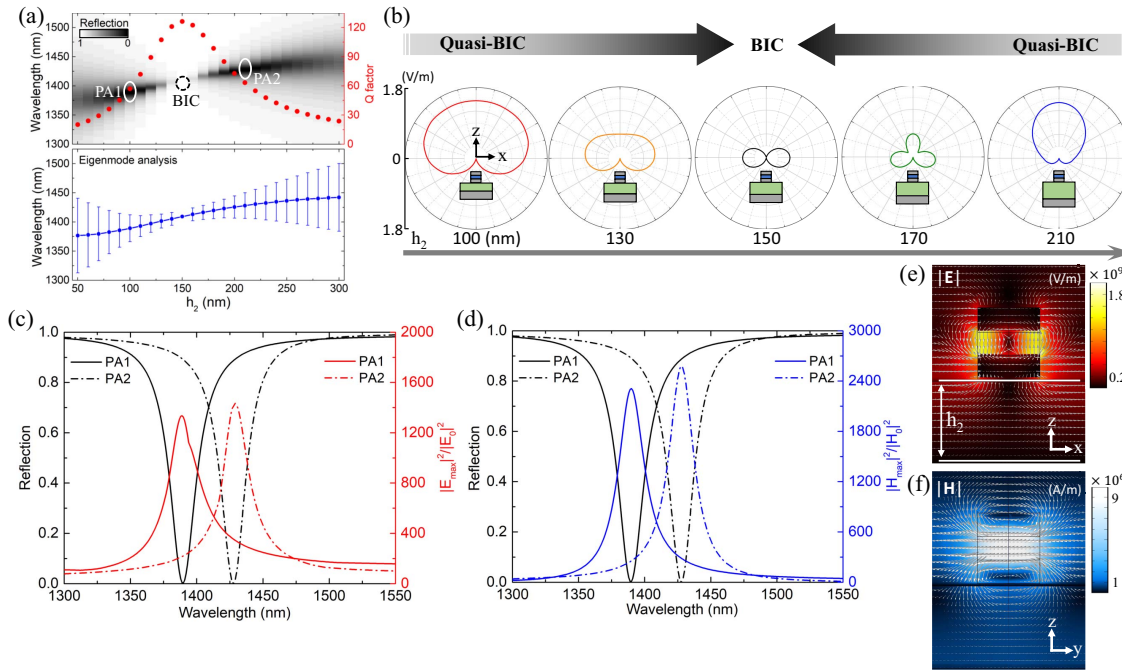 (a)
Reflection
1 0
Wavelength (nm)
1525
1500
1450
1400
1350
1300
PA1
BIC
PA2
120
90
60
30
0
Q factor
Eigenmode analysis
Wavelength (nm)
1500
1450
1400
1350
1300
50 100 150 200 250 300
h2 (nm)
(b)
Quasi-BIC BIC Quasi-BIC
(V/m)
1.8
0
1.8
z
x
h2 100 (nm) 130 150 170 210
(c)
Reflection
1.0
0.8
0.6
0.4
0.2
0.0
PA1
PA2
PA1
PA2
2000
1600
1200
800
400
0
|Emax|²/|E0|²
1300 1350 1400 1450 1500 1550
Wavelength (nm)
(d)
Reflection
1.0
0.8
0.6
0.4
0.2
0.0
PA1
PA2
PA1
PA2
3000
2400
1800
1200
600
0
|Hmax|²/|H0|²
1300 1350 1400 1450 1500 1550
Wavelength (nm)
(e)
|E| (V/m)
× 10⁹
1.8
0.2
h2
z
x
(f)
|H| (A/m)
× 10⁶
9
1
z
y